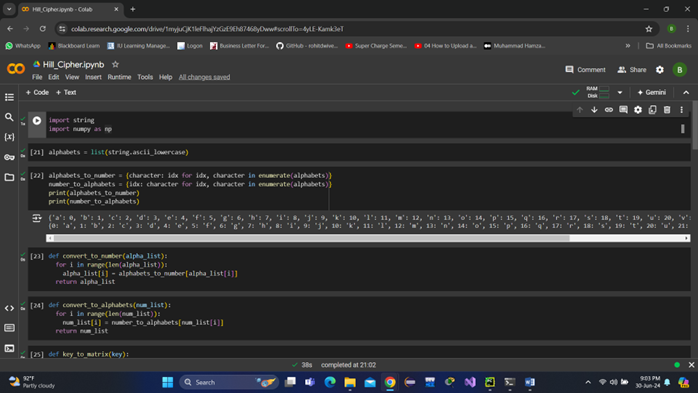 Hill_Cipher.ipynb - Colab
colab.research.google.com/drive/
WhatsApp Blackboard Learn IU Learning Manage... Logon Business Letter For... GitHub - rohitdwive... Super Charge Seme... 04 How to Upload a... Muhammad Hamza... All Bookmarks
Hill_Cipher.ipynb
File Edit View Insert Runtime Tools Help All changes saved
Comment Share B
+ Code + Text
RAM
Disk
Gemini
import string
import numpy as np
[21] alphabets = list(string.ascii_lowercase)
[22] alphabets_to_number = {character: idx for idx, character in enumerate(alphabets)}
number_to_alphabets = {idx: character for idx, character in enumerate(alphabets)}
print(alphabets_to_number)
print(number_to_alphabets)
{'a': 0, 'b': 1, 'c': 2, 'd': 3, 'e': 4, 'f': 5, 'g': 6, 'h': 7, 'i': 8, 'j': 9, 'k': 10, 'l': 11, 'm': 12, 'n': 13, 'o': 14, 'p': 15, 'q': 16, 'r': 17, 's': 18, 't': 19, 'u': 20, 'v':
{0: 'a', 1: 'b', 2: 'c', 3: 'd', 4: 'e', 5: 'f', 6: 'g', 7: 'h', 8: 'i', 9: 'j', 10: 'k', 11: 'l', 12: 'm', 13: 'n', 14: 'o', 15: 'p', 16: 'q', 17: 'r', 18: 's', 19: 't', 20: 'u', 21:
[23] def convert_to_number(alpha_list):
for i in range(len(alpha_list)):
alpha_list[i] = alphabets_to_number[alpha_list[i]]
return alpha_list
[24] def convert_to_alphabets(num_list):
for i in range(len(num_list)):
num_list[i] = number_to_alphabets[num_list[i]]
return num_list
[25] def key_to_matrix(key):
38s completed at 21:02
92°F
Partly cloudy
Search
9:03 PM
30-Jun-24